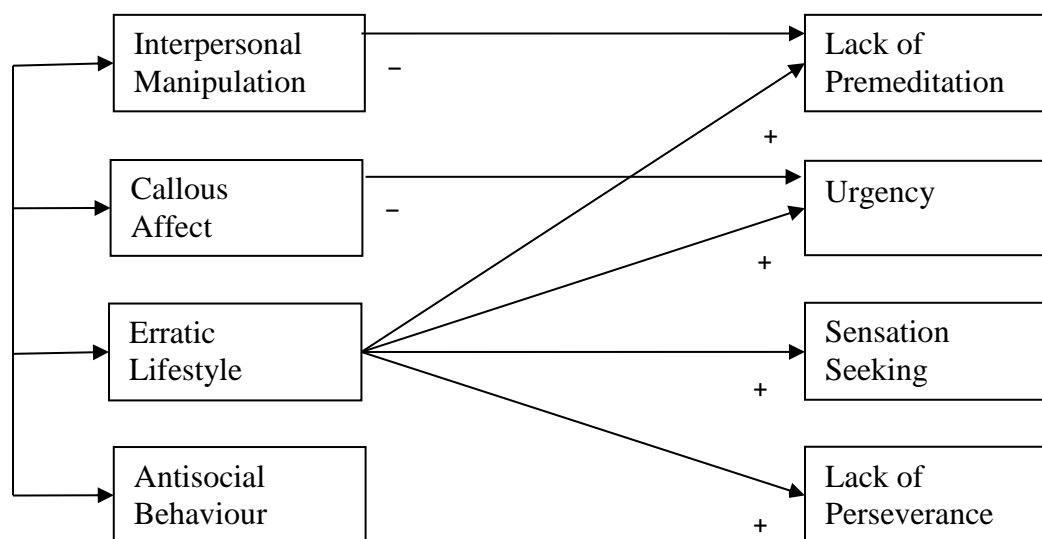 Interpersonal
Manipulation
–
Lack of
Premeditation
+
Callous
Affect
–
Urgency
+
Erratic
Lifestyle
Sensation
Seeking
+
Antisocial
Behaviour
Lack of
Perseverance
+